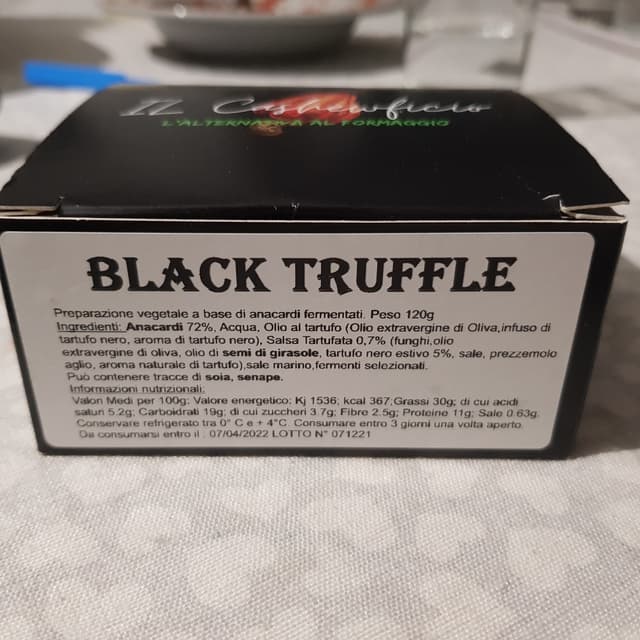 Il Cashewficio
L'ALTERNATIVA AL FORMAGGIO
BLACK TRUFFLE
Preparazione vegetale a base di anacardi fermentati. Peso 120g
Ingredienti: Anacardi 72%, Acqua, Olio al tartufo (Olio extravergine di Oliva,infuso di
tartufo nero, aroma di tartufo nero), Salsa Tartufata 0,7% (funghi,olio
extravergine di oliva, olio di semi di girasole, tartufo nero estivo 5%, sale, prezzemolo
aglio, aroma naturale di tartufo),sale marino,fermenti selezionati.
Può contenere tracce di soia, senape.
Informazioni nutrizionali:
Valori Medi per 100g: Valore energetico: Kj 1536; kcal 367;Grassi 30g; di cui acidi
saturi 5.2g; Carboidrati 19g; di cui zuccheri 3.7g; Fibre 2.5g; Proteine 11g; Sale 0.63g.
Conservare refrigerato tra 0° C e + 4°C. Consumare entro 3 giorni una volta aperto.
Da consumarsi entro il : 07/04/2022 LOTTO N° 071221